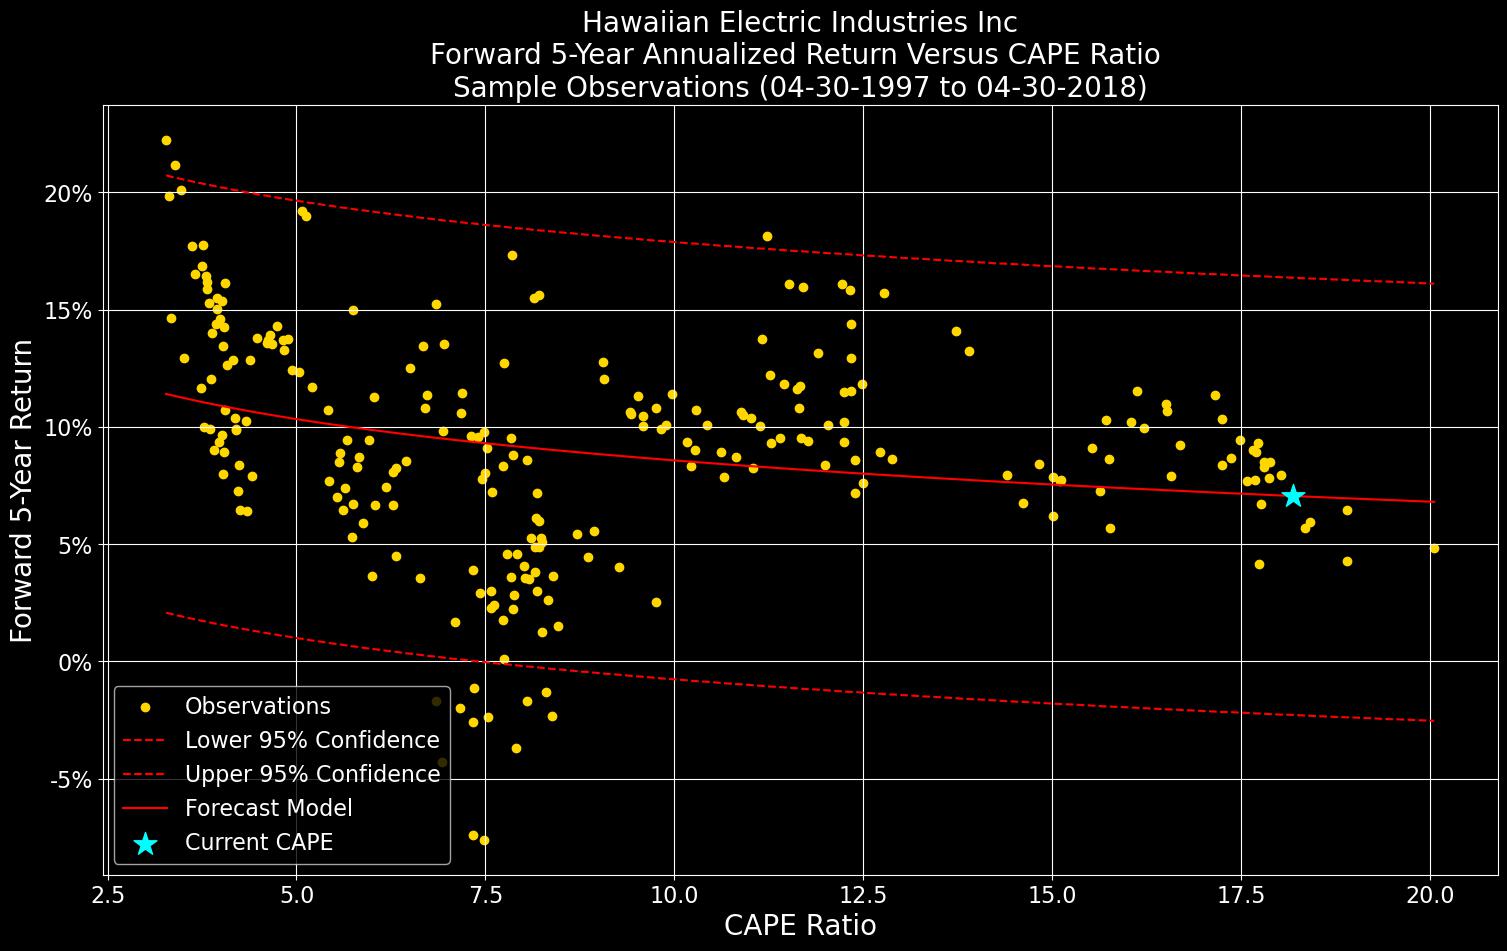 Hawaiian Electric Industries Inc
Forward 5-Year Annualized Return Versus CAPE Ratio
Sample Observations (04-30-1997 to 04-30-2018)
Forward 5-Year Return
20%
15%
10%
5%
0%
-5%
Observations
Lower 95% Confidence
Upper 95% Confidence
Forecast Model
Current CAPE
2.5 5.0 7.5 10.0 12.5 15.0 17.5 20.0
CAPE Ratio